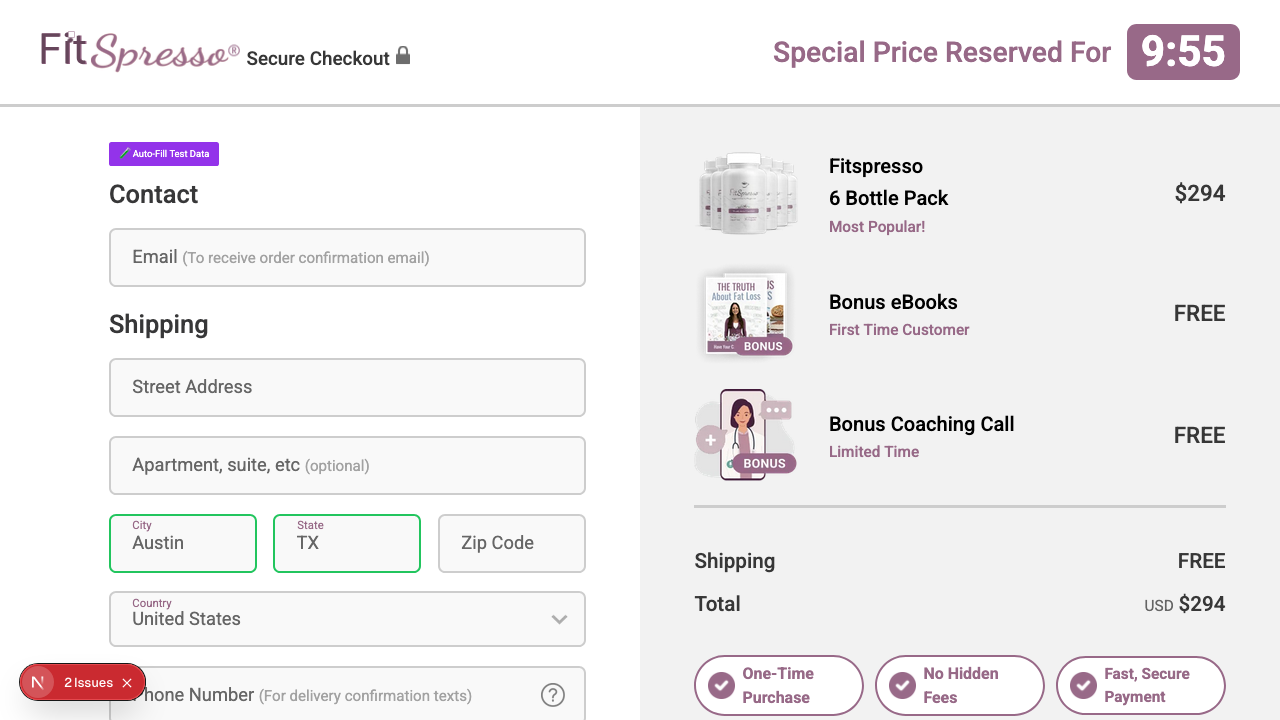 FitSpresso® Secure Checkout
Special Price Reserved For 9:55
Auto-Fill Test Data
Contact
Email (To receive order confirmation email)
Shipping
Street Address
Apartment, suite, etc (optional)
City
Austin
State
TX
Zip Code
Country
United States
2 Issues
Phone Number (For delivery confirmation texts)
Fitspresso
6 Bottle Pack
Most Popular!
$294
FitSpresso
THE TRUTH
About Fat Loss
BONUS
Bonus eBooks
First Time Customer
FREE
BONUS
Bonus Coaching Call
Limited Time
FREE
Shipping FREE
Total USD $294
One-Time
Purchase
No Hidden
Fees
Fast, Secure
Payment